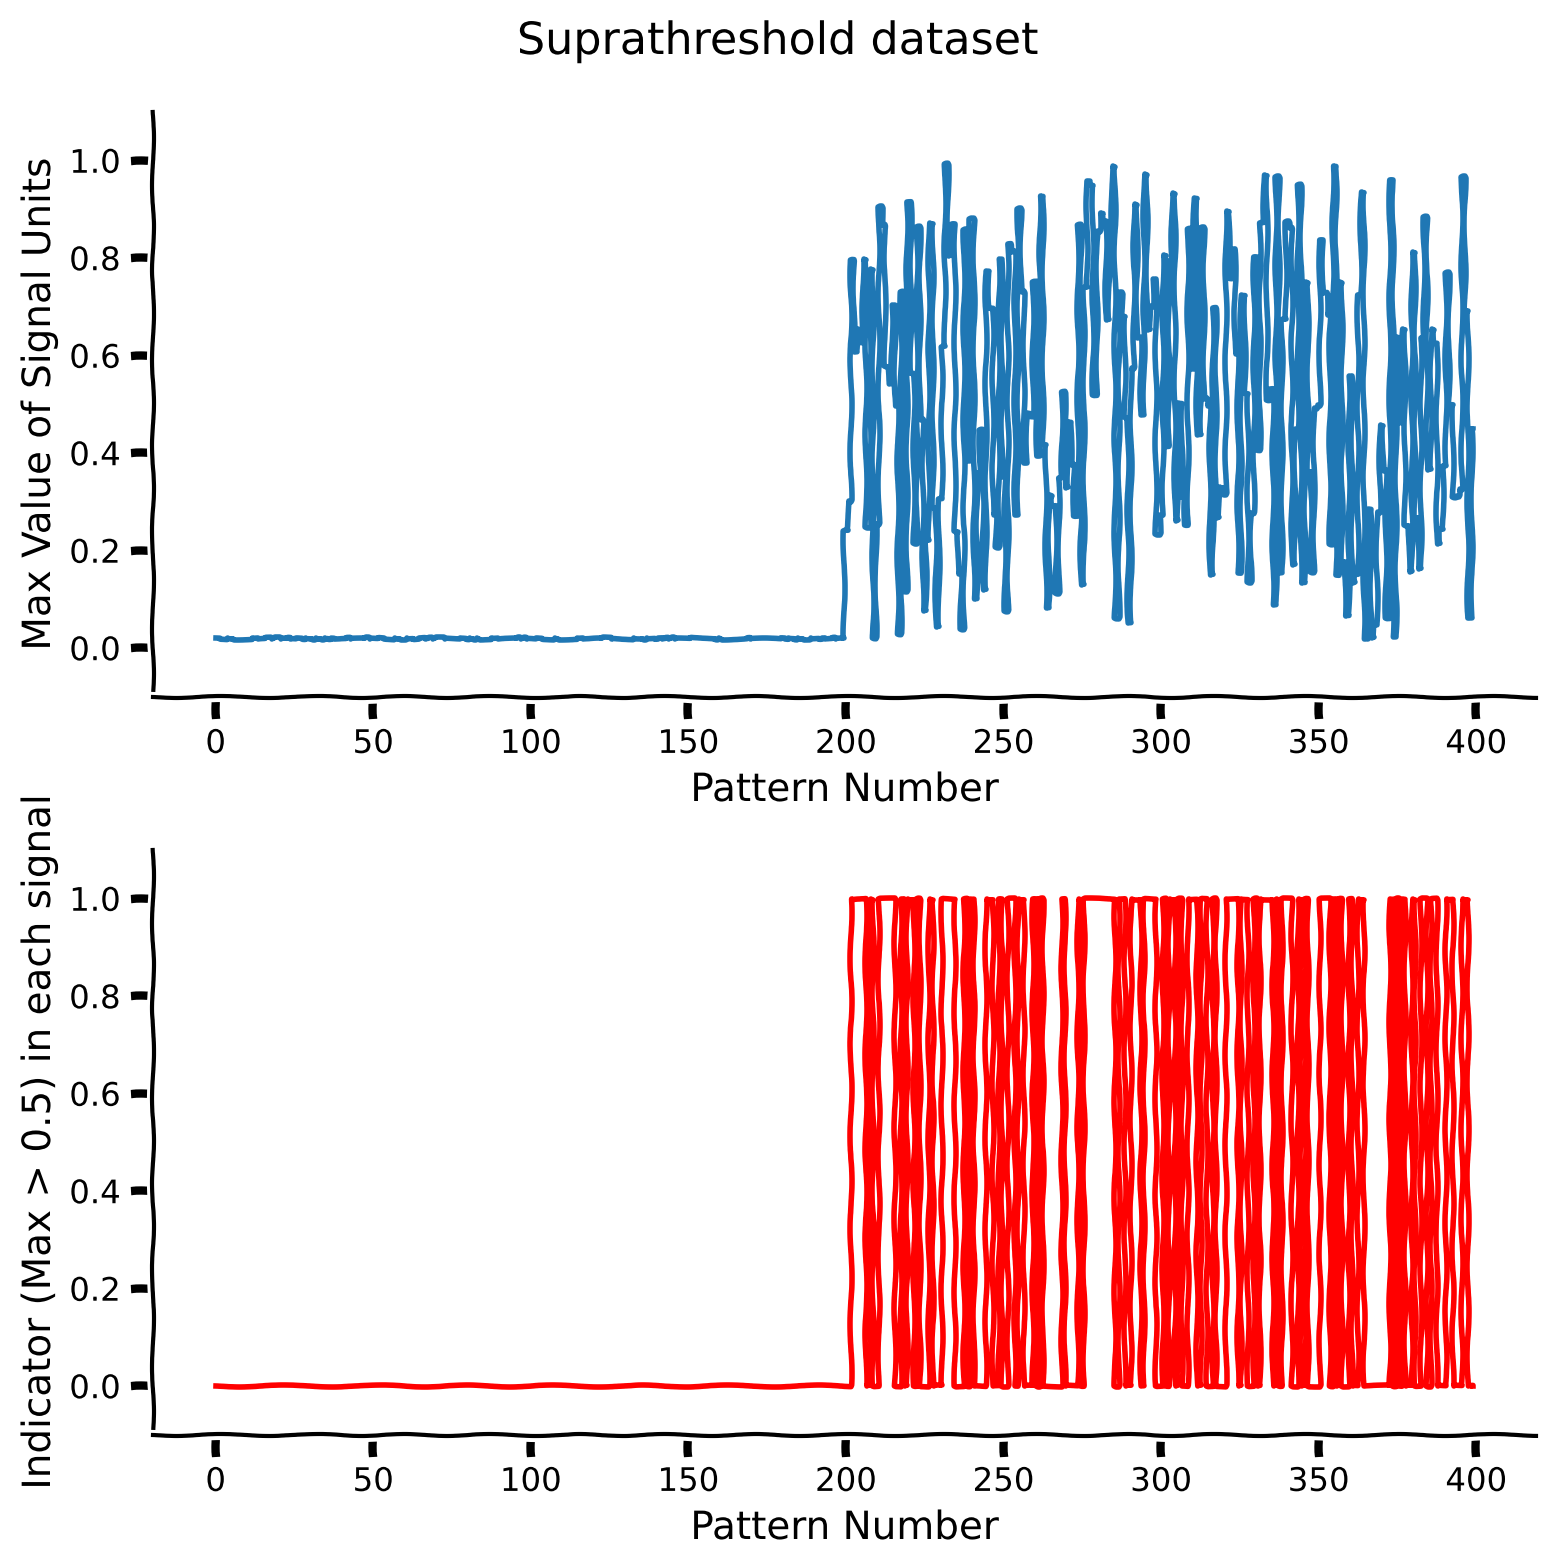 Suprathreshold dataset
Max Value of Signal Units
1.0
0.8
0.6
0.4
0.2
0.0
0 50 100 150 200 250 300 350 400
Pattern Number
Indicator (Max > 0.5) in each signal
1.0
0.8
0.6
0.4
0.2
0.0
0 50 100 150 200 250 300 350 400
Pattern Number